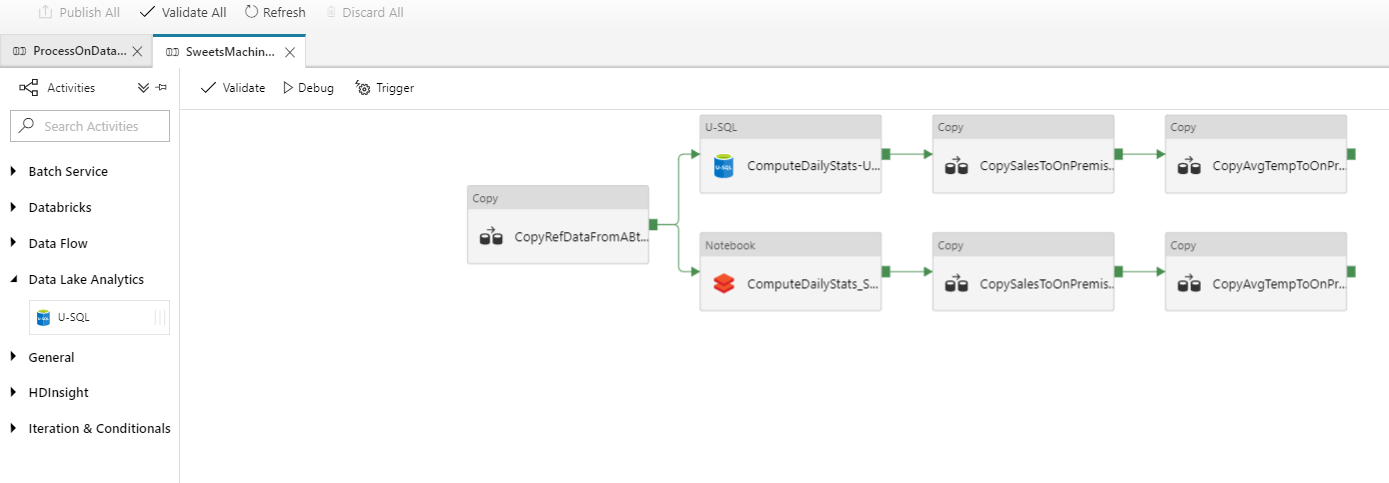 Publish All Validate All Refresh Discard All
ProcessOnData... SweetsMachin...
Activities
Search Activities
Batch Service
Databricks
Data Flow
Data Lake Analytics
U-SQL
General
HDInsight
Iteration & Conditionals
Validate Debug Trigger
U-SQL
ComputeDailyStats-U...
Copy
CopySalesToOnPremis...
Copy
CopyAvgTempToOnPr...
Copy
CopyRefDataFromABt...
Notebook
ComputeDailyStats_S...
Copy
CopySalesToOnPremis...
Copy
CopyAvgTempToOnPr...